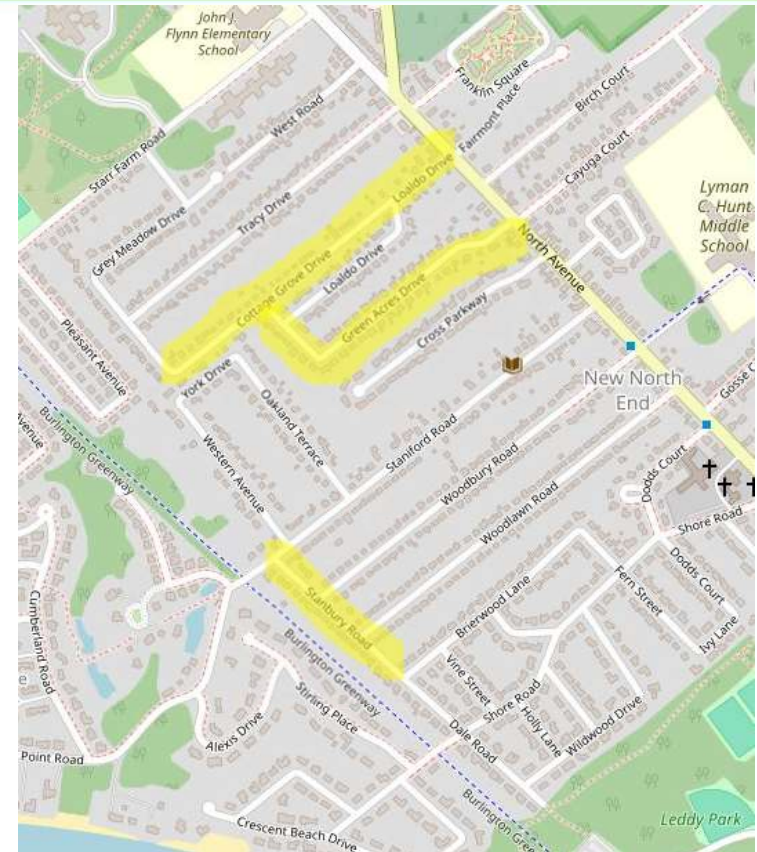 John J.
Flynn Elementary
School
Franklin Square
Fairmont Place
Birch Court
West Road
Starr Farm Road
Cayuga Court
Loaldo Drive
Lyman
C. Hunt
Middle
School
Tracy Drive
Grey Meadow Drive
North Avenue
Cottage Grove Drive
Loaldo Drive
Green Acres Drive
Cross Parkway
Pleasant Avenue
York Drive
New North
End
Gosse C
Oakland Terrace
Avenue
Burlington Greenway
Staniford Road
Western Avenue
Woodbury Road
Dodds Court
Woodlawn Road
Shore Road
Dodds Court
Fern Street
Stanbury Road
Brierwood Lane
Cumberland Road
Ivy Lane
Burlington Greenway
Vine Street
Shore Road
Stirling Place
Holly Lane
Wildwood Drive
Alexis Drive
Dale Road
Point Road
Burlington Gree
Leddy Park
Crescent Beach Drive